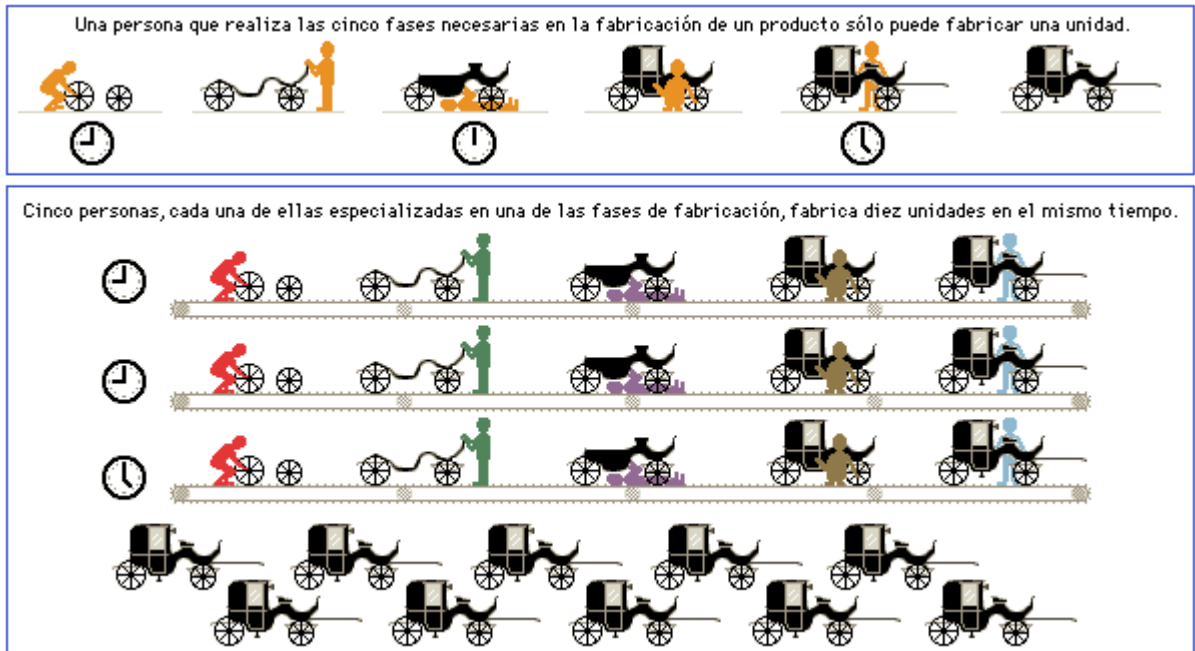 Una persona que realiza las cinco fases necesarias en la fabricación de un producto sólo puede fabricar una unidad.
Cinco personas, cada una de ellas especializadas en una de las fases de fabricación, fabrica diez unidades en el mismo tiempo.